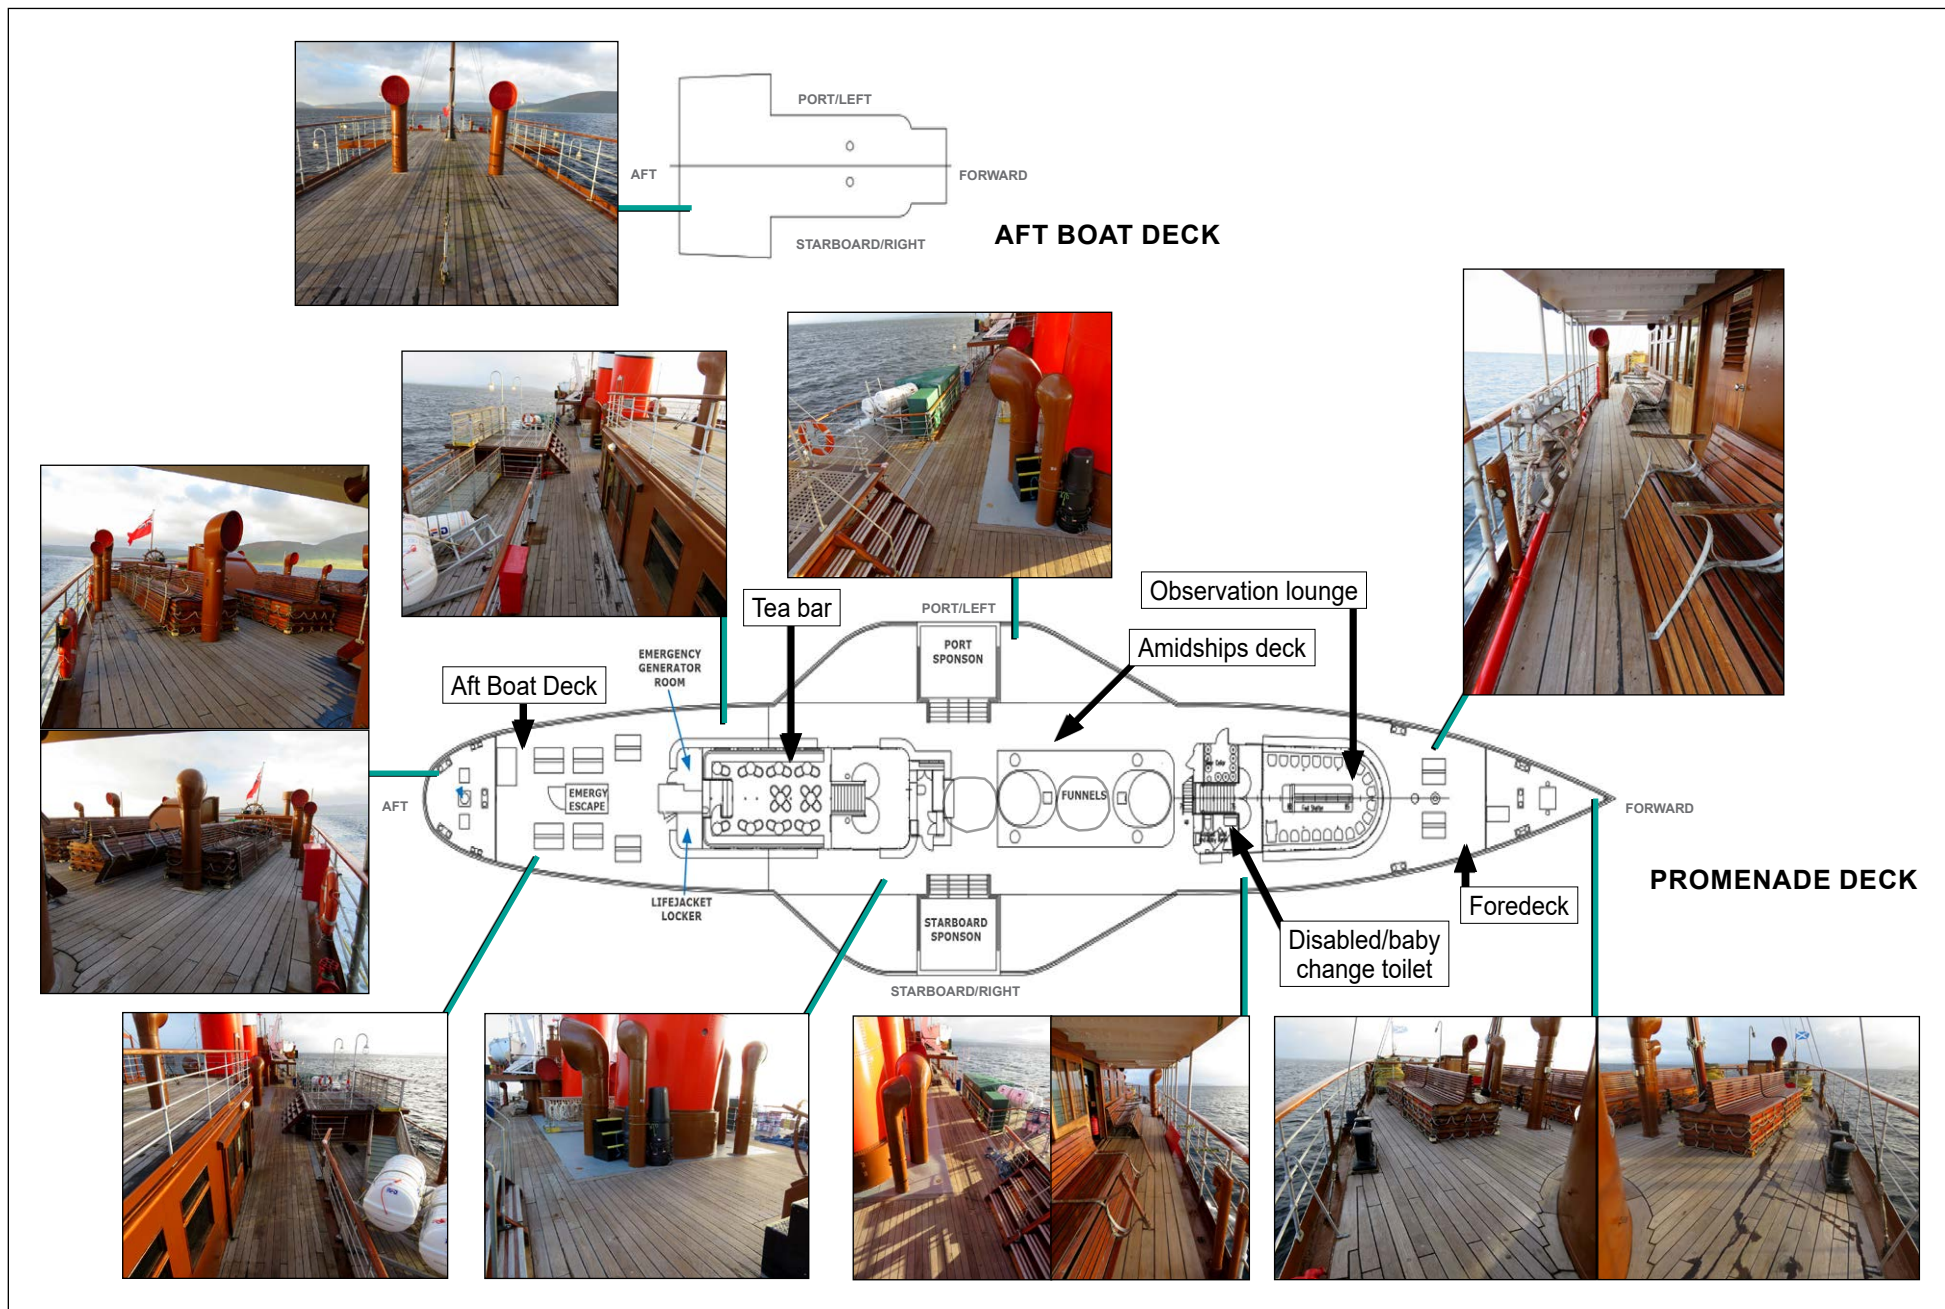 PORT/LEFT
AFT
FORWARD
STARBOARD/RIGHT
AFT BOAT DECK
Tea bar
PORT/LEFT
Observation lounge
Amidships deck
PORT
SPONSON
EMERGENCY
GENERATOR
ROOM
Aft Boat Deck
AFT
EMERGY
ESCAPE
FUNNELS
FORWARD
PROMENADE DECK
LIFEJACKET
LOCKER
STARBOARD
SPONSON
Foredeck
Disabled/baby
change toilet
STARBOARD/RIGHT